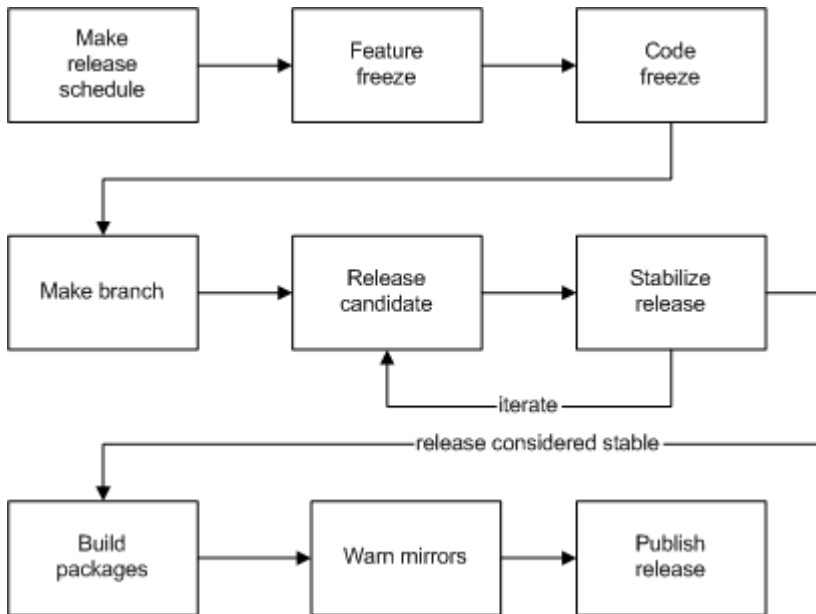 Make
release
schedule
Feature
freeze
Code
freeze
Make branch
Release
candidate
Stabilize
release
iterate
release considered stable
Build
packages
Warn mirrors
Publish
release